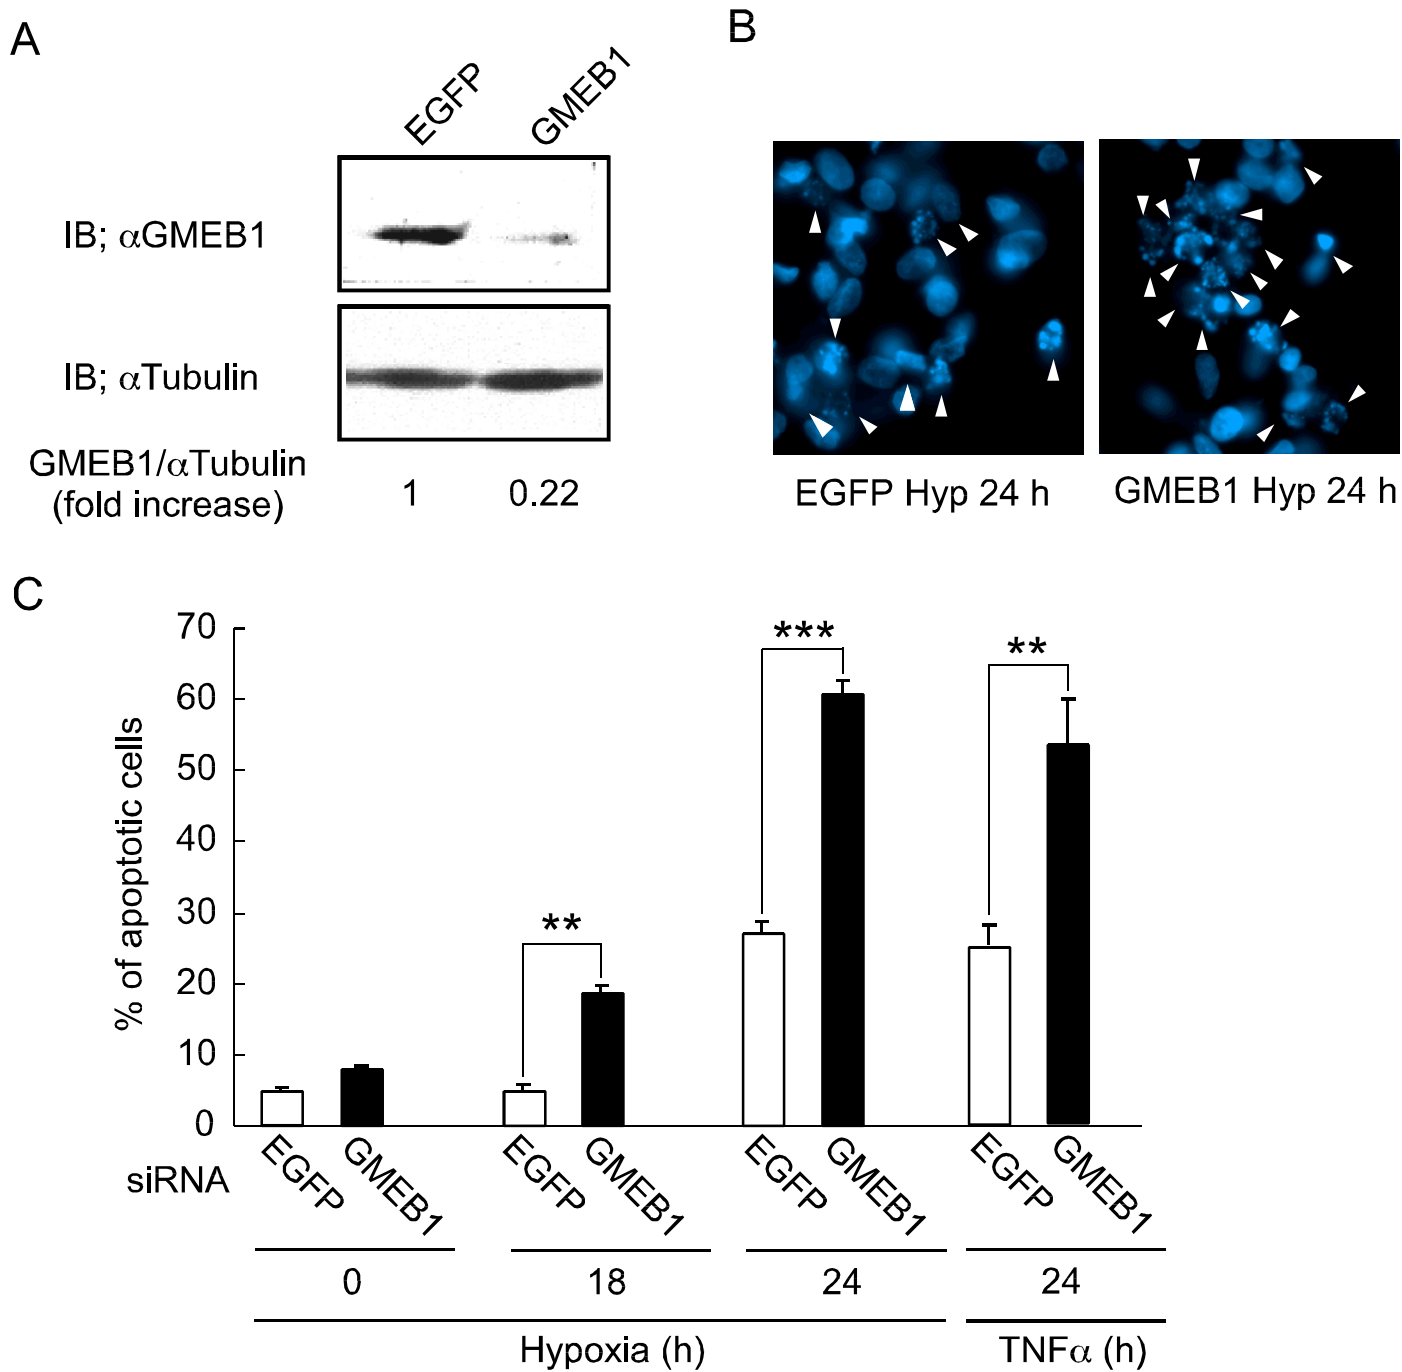 A
EGFP GMEB1
IB; αGMEB1
IB; αTubulin
GMEB1/αTubulin
(fold increase)
1 0.22
B
EGFP Hyp 24 h
GMEB1 Hyp 24 h
C
% of apoptotic cells
70
60
50
40
30
20
10
0
**
***
**
siRNA
EGFP GMEB1 EGFP GMEB1 EGFP GMEB1 EGFP GMEB1
0 18 24 24
Hypoxia (h) TNFα (h)